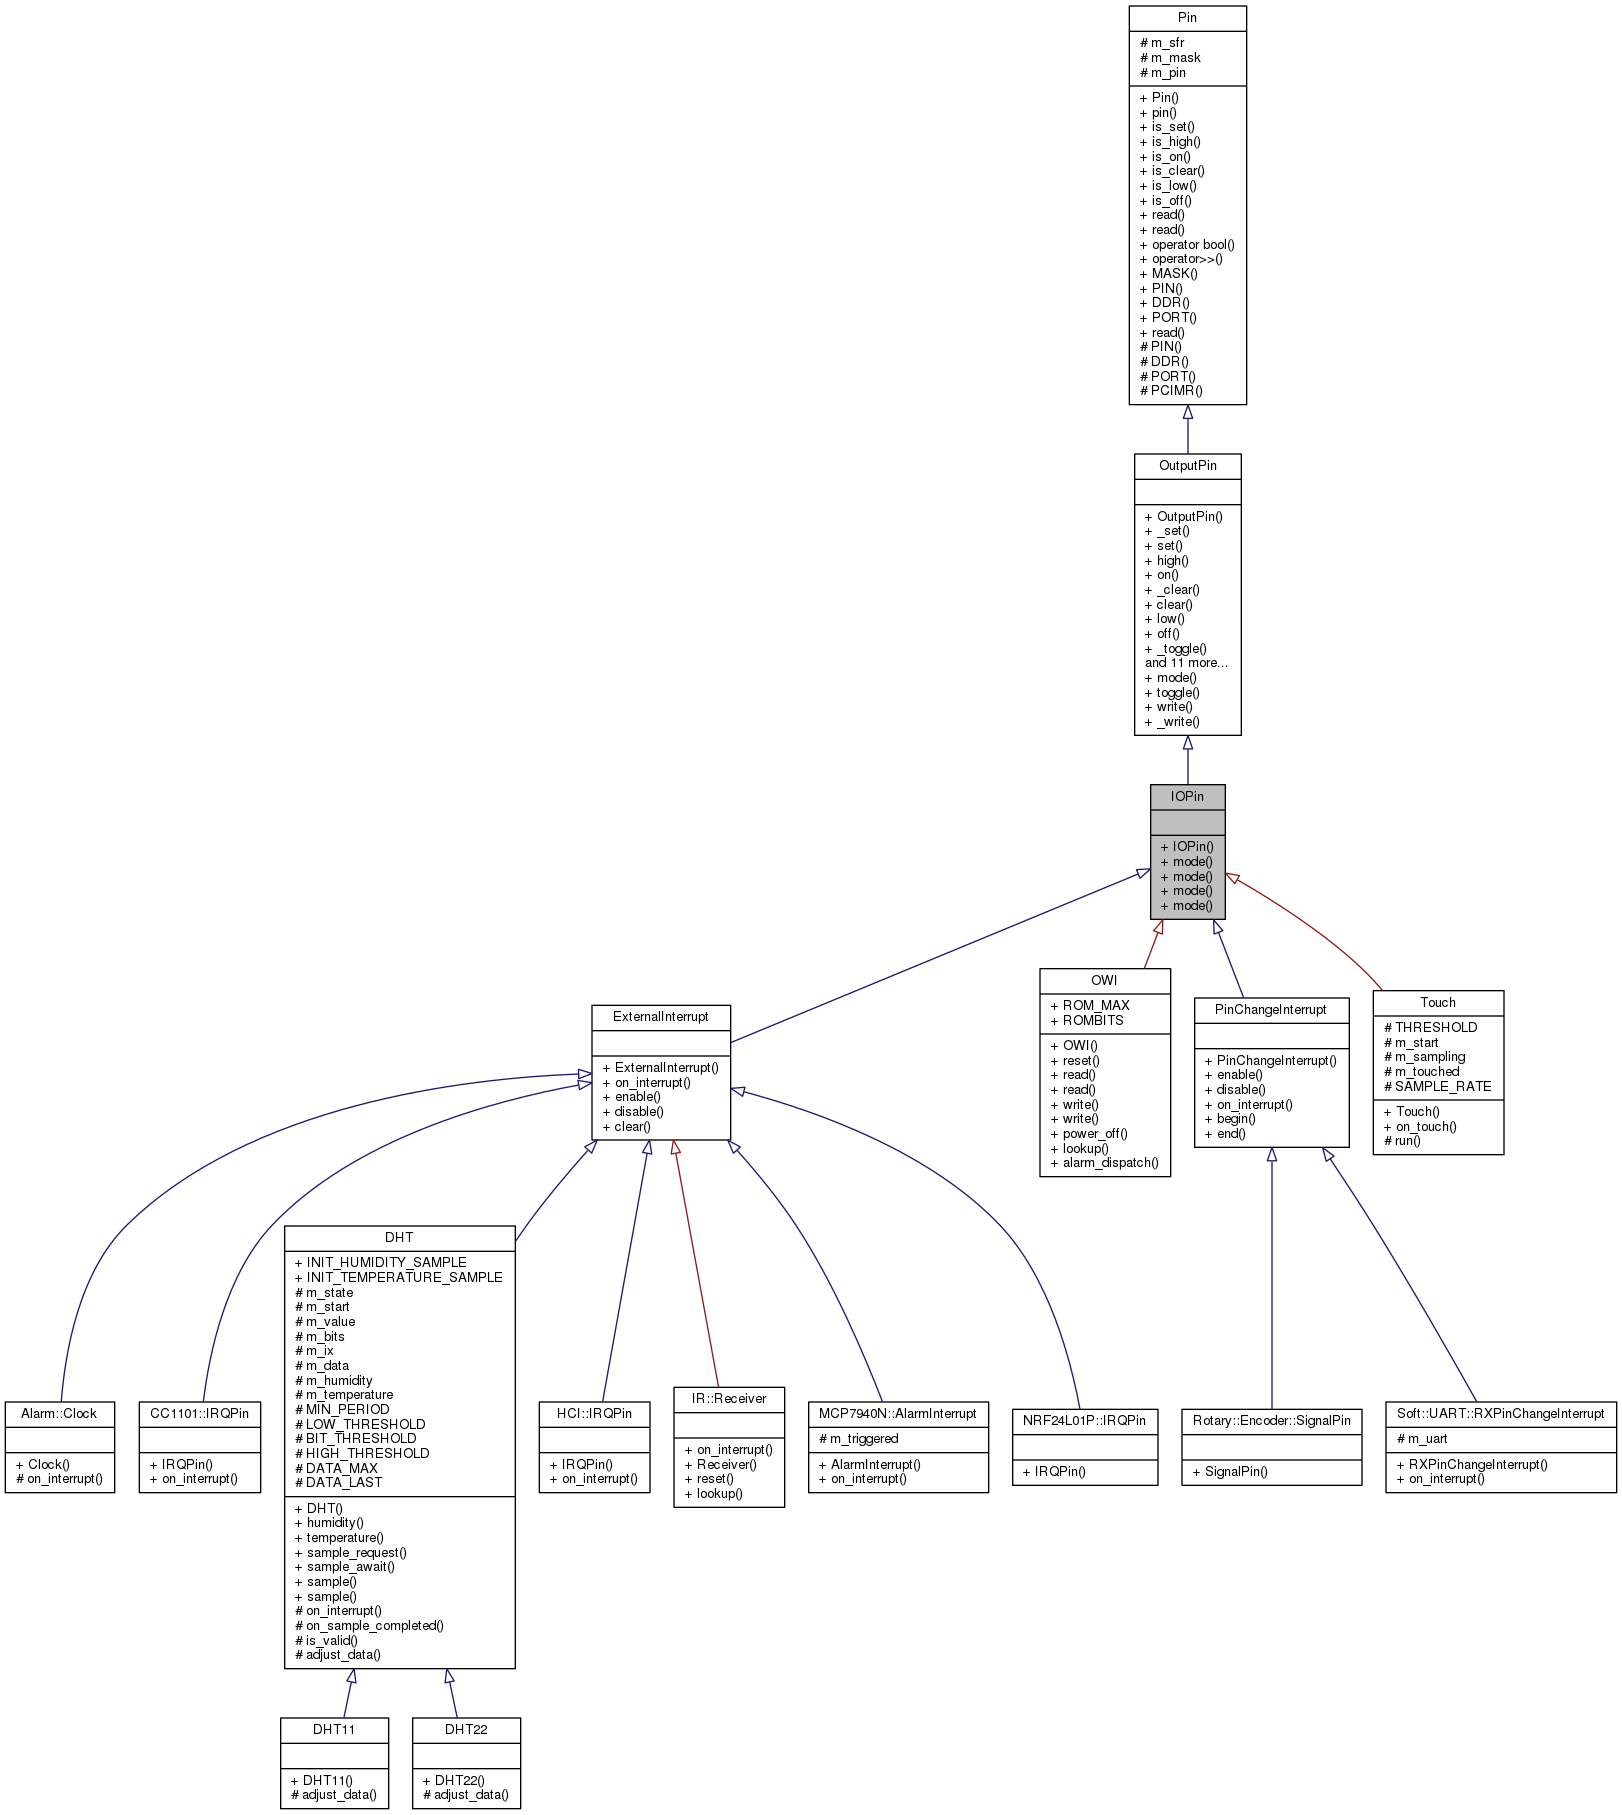 Pin
# m_sfr
# m_mask
# m_pin
+ Pin()
+ pin()
+ is_set()
+ is_high()
+ is_on()
+ is_clear()
+ is_low()
+ is_off()
+ read()
+ read()
+ operator bool()
+ operator>>()
+ MASK()
+ PIN()
+ DDR()
+ PORT()
+ read()
# PIN()
# DDR()
# PORT()
# PCIMR()
OutputPin
+ OutputPin()
+ _set()
+ set()
+ high()
+ on()
+ _clear()
+ clear()
+ low()
+ off()
+ _toggle()
and 11 more...
+ mode()
+ toggle()
+ write()
+ _write()
IOPin
+ IOPin()
+ mode()
+ mode()
+ mode()
+ mode()
ExternalInterrupt
+ ExternalInterrupt()
+ on_interrupt()
+ enable()
+ disable()
+ clear()
OWI
+ ROM_MAX
+ ROMBITS
+ OWI()
+ reset()
+ read()
+ read()
+ write()
+ write()
+ power_off()
+ lookup()
+ alarm_dispatch()
PinChangeInterrupt
+ PinChangeInterrupt()
+ enable()
+ disable()
+ on_interrupt()
+ begin()
+ end()
Touch
# THRESHOLD
# m_start
# m_sampling
# m_touched
# SAMPLE_RATE
+ Touch()
+ on_touch()
# run()
Alarm::Clock
+ Clock()
# on_interrupt()
CC1101::IRQPin
+ IRQPin()
+ on_interrupt()
DHT
+ INIT_HUMIDITY_SAMPLE
+ INIT_TEMPERATURE_SAMPLE
# m_state
# m_start
# m_value
# m_bits
# m_ix
# m_data
# m_humidity
# m_temperature
# MIN_PERIOD
# LOW_THRESHOLD
# BIT_THRESHOLD
# HIGH_THRESHOLD
# DATA_MAX
# DATA_LAST
+ DHT()
+ humidity()
+ temperature()
+ sample_request()
+ sample_await()
+ sample()
+ sample()
# on_interrupt()
# on_sample_completed()
# is_valid()
# adjust_data()
HCI::IRQPin
+ IRQPin()
+ on_interrupt()
IR::Receiver
+ on_interrupt()
+ Receiver()
+ reset()
+ lookup()
MCP7940N::AlarmInterrupt
# m_triggered
+ AlarmInterrupt()
+ on_interrupt()
NRF24L01P::IRQPin
+ IRQPin()
Rotary::Encoder::SignalPin
+ SignalPin()
Soft::UART::RXPinChangeInterrupt
# m_uart
+ RXPinChangeInterrupt()
+ on_interrupt()
DHT11
+ DHT11()
# adjust_data()
DHT22
+ DHT22()
# adjust_data()